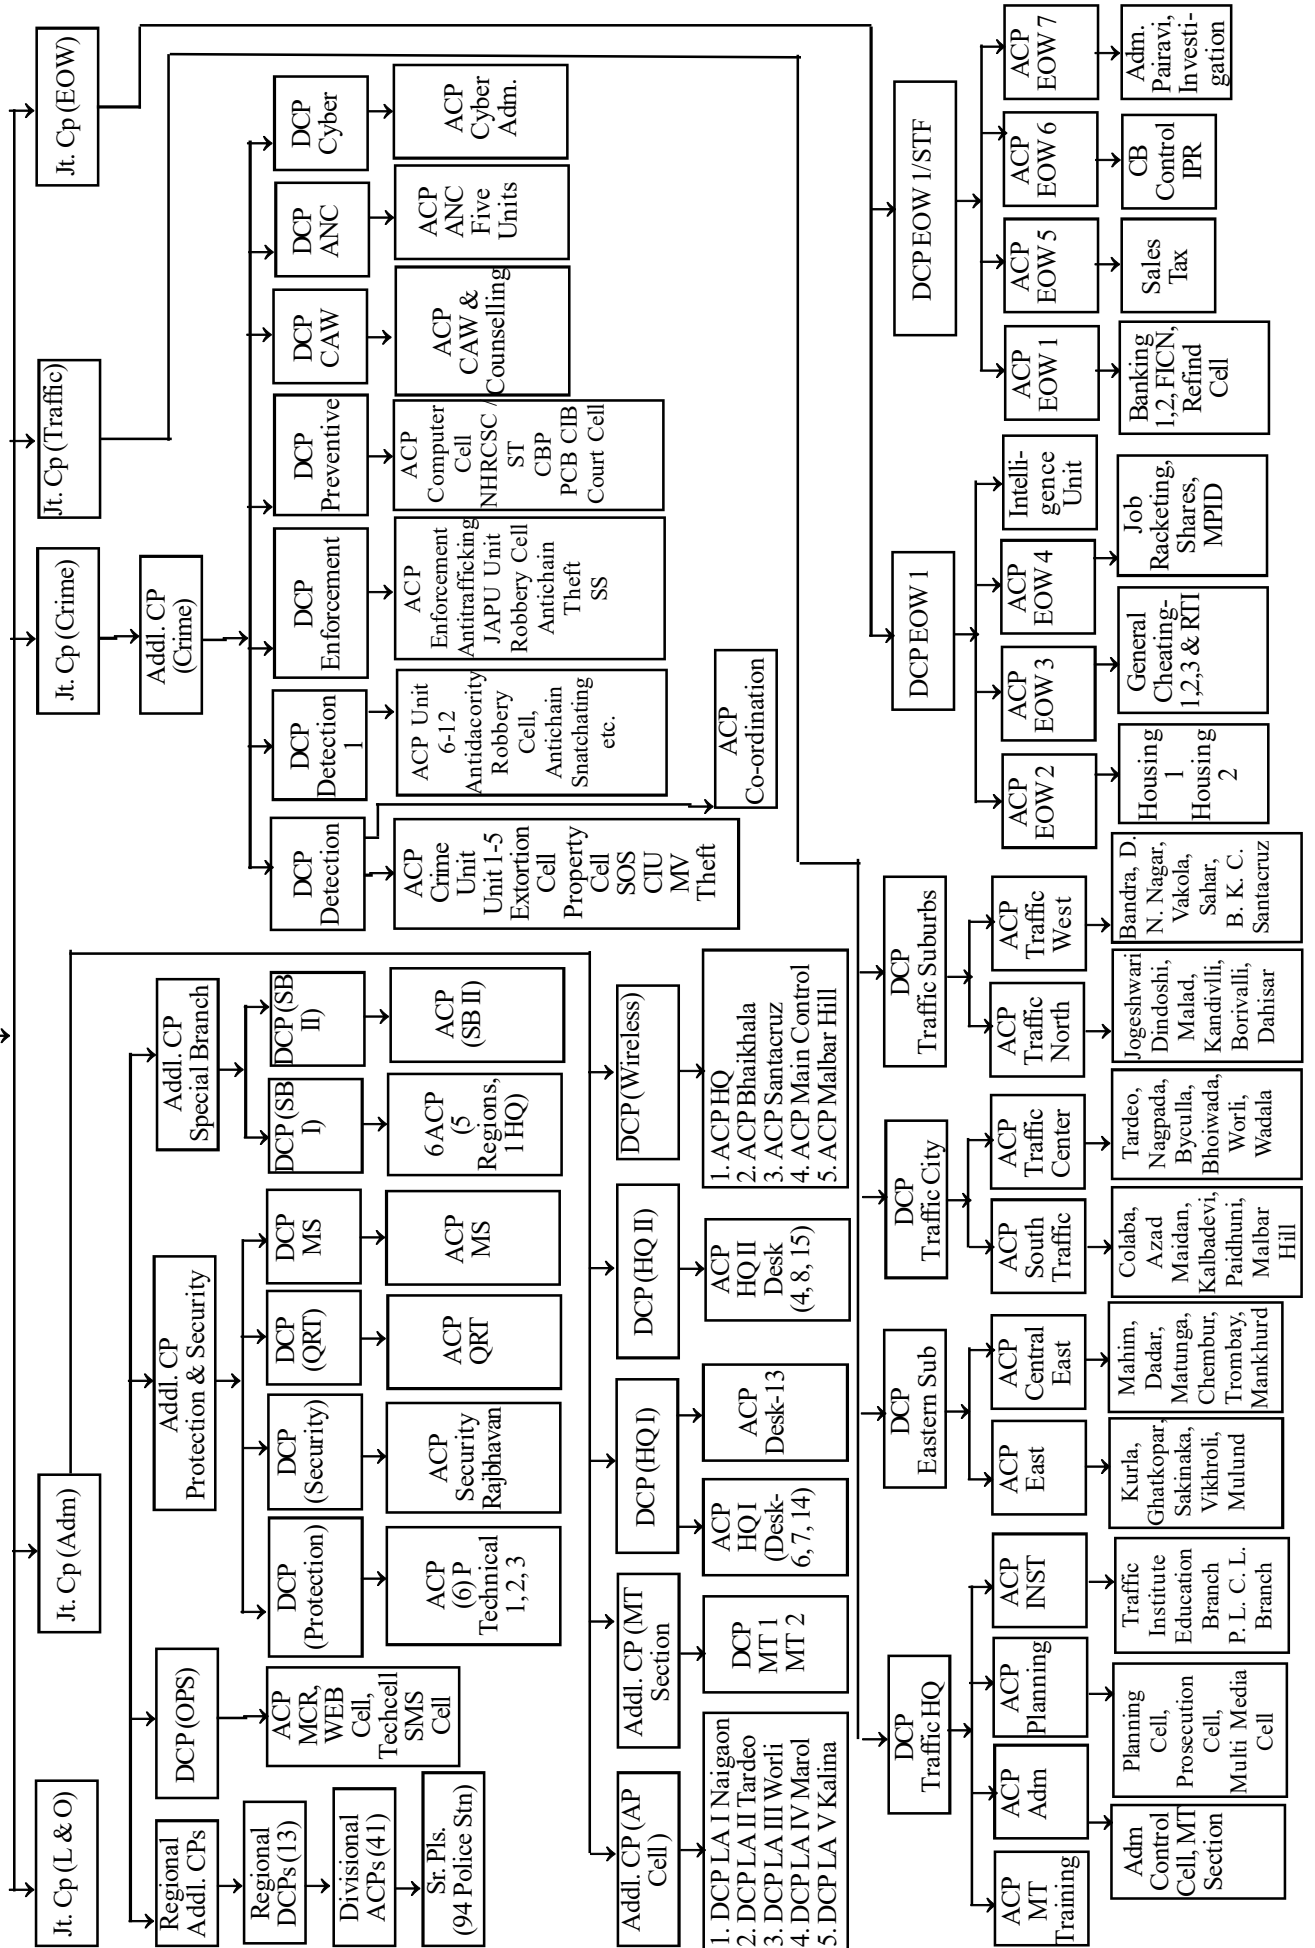 Jt. Cp (L & O)
Jt. Cp (Adm)
Jt. Cp (Crime)
Jt. Cp (Traffic)
Jt. Cp (EOW)
Regional
Addl. CPs
DCP (OPS)
Addl. CP
Protection & Security
Addl. CP
Special Branch
Addl. CP
(Crime)
Regional
DCPs (13)
Divisional
ACPs (41)
Sr. Pls.
(94 Police Stn)
ACP
MCR,
WEB
Cell,
Techcell
SMS
Cell
DCP
(Protection)
DCP
(Security)
DCP
(QRT)
DCP
MS
DCP (SB
I)
DCP (SB
II)
ACP
(6) P
Technical
1, 2, 3
ACP
Security
Rajbhavan
ACP
QRT
ACP
MS
6 ACP
(5
Regions,
1 HQ)
ACP
(SB II)
DCP
Detection
DCP
Detection
1
DCP
Enforcement
DCP
Preventive
DCP
CAW
DCP
ANC
DCP
Cyber
ACP
Crime
Unit
Unit 1-5
Extortion
Cell
Property
Cell
SOS
CIU
MV
Theft
ACP Unit
6-12
Antidacority
Robbery
Cell,
Antichain
Snatchating
etc.
ACP
Enforcement
Antitrafficking
JAPU Unit
Robbery Cell
Antichain
Theft
SS
ACP
Computer
Cell
NHRCSC /
ST
CBP
PCB CIB
Court Cell
ACP
CAW &
Counselling
ACP
ANC
Five
Units
ACP
Cyber
Adm.
ACP
Co-ordination
Addl. CP (AP
Cell )
Addl. CP (MT
Section
DCP (HQ I)
DCP (HQ II)
DCP (Wireless)
1. DCP LA I Naigaon
2. DCP LA II Tardeo
3. DCP LA III Worli
4. DCP LA IV Marol
5. DCP LA V Kalina
DCP
MT 1
MT 2
ACP
HQ I
(Desk-
6, 7, 14)
ACP
Desk-13
ACP
HQ II
Desk
(4, 8, 15)
1. ACP HQ
2. ACP Bhaikhala
3. ACP Santacruz
4. ACP Main Control
5. ACP Malbar Hill
DCP
Traffic HQ
DCP
Eastern Sub
DCP
Traffic City
DCP
Traffic Suburbs
DCP EOW 1
DCP EOW 1/STF
ACP
MT
Training
ACP
Adm
ACP
Planning
ACP
INST
ACP
East
ACP
Central
East
ACP
South
Traffic
ACP
Traffic
Center
ACP
Traffic
North
ACP
Traffic
West
ACP
EOW 2
ACP
EOW 3
ACP
EOW 4
Intelli-
gence
Unit
ACP
EOW 1
ACP
EOW 5
ACP
EOW 6
ACP
EOW 7
Adm
Control
Cell, MT
Section
Planning
Cell,
Prosecution
Cell,
Multi Media
Cell
Traffic
Institute
Education
Branch
P. L. C. L.
Branch
Kurla,
Ghatkopar,
Sakinaka,
Vikhroli,
Mulund
Mahim,
Dadar,
Matunga,
Chembur,
Trombay,
Mankhurd
Colaba,
Azad
Maidan,
Kalbadevi,
Paidhuni,
Malbar
Hill
Tardeo,
Nagpada,
Byculla,
Bhoiwada,
Worli,
Wadala
Jogeshwari
Dindoshi,
Malad,
Kandivlli,
Borivalli,
Dahisar
Bandra, D.
N. Nagar,
Vakola,
Sahar,
B. K. C.
Santacruz
Housing
1
Housing
2
General
Cheating-
1,2,3 & RTI
Job
Racketing,
Shares,
MPID
Banking
1,2, FICN,
Refind
Cell
Sales
Tax
CB
Control
IPR
Adm.
Pairavi,
Investi-
gation